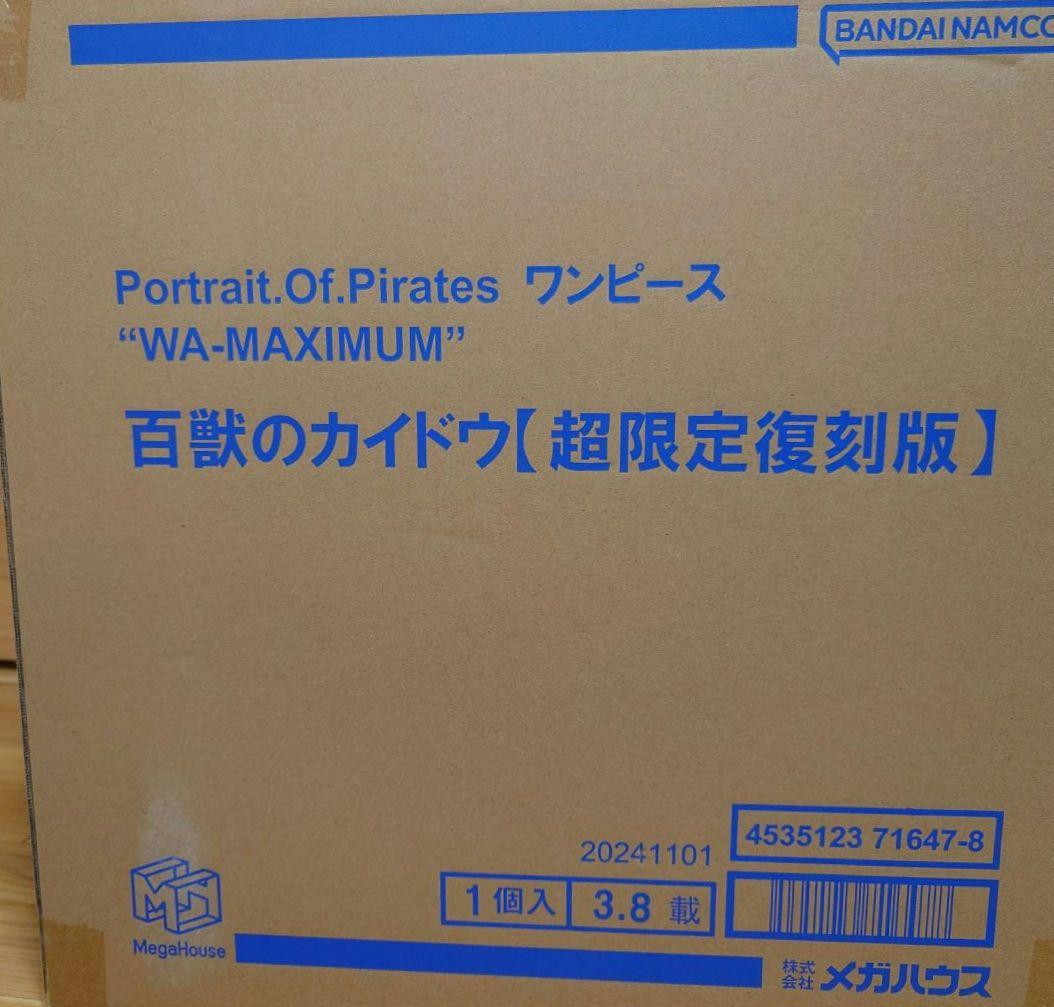 BANDAI NAMCO
Portrait.Of.Pirates ワンピース
“WA-MAXIMUM”
百獣のカイドウ【超限定復刻版】
4535123 71647-8
20241101
1個入 3.8 載
MegaHouse
株式会社 メガハウス